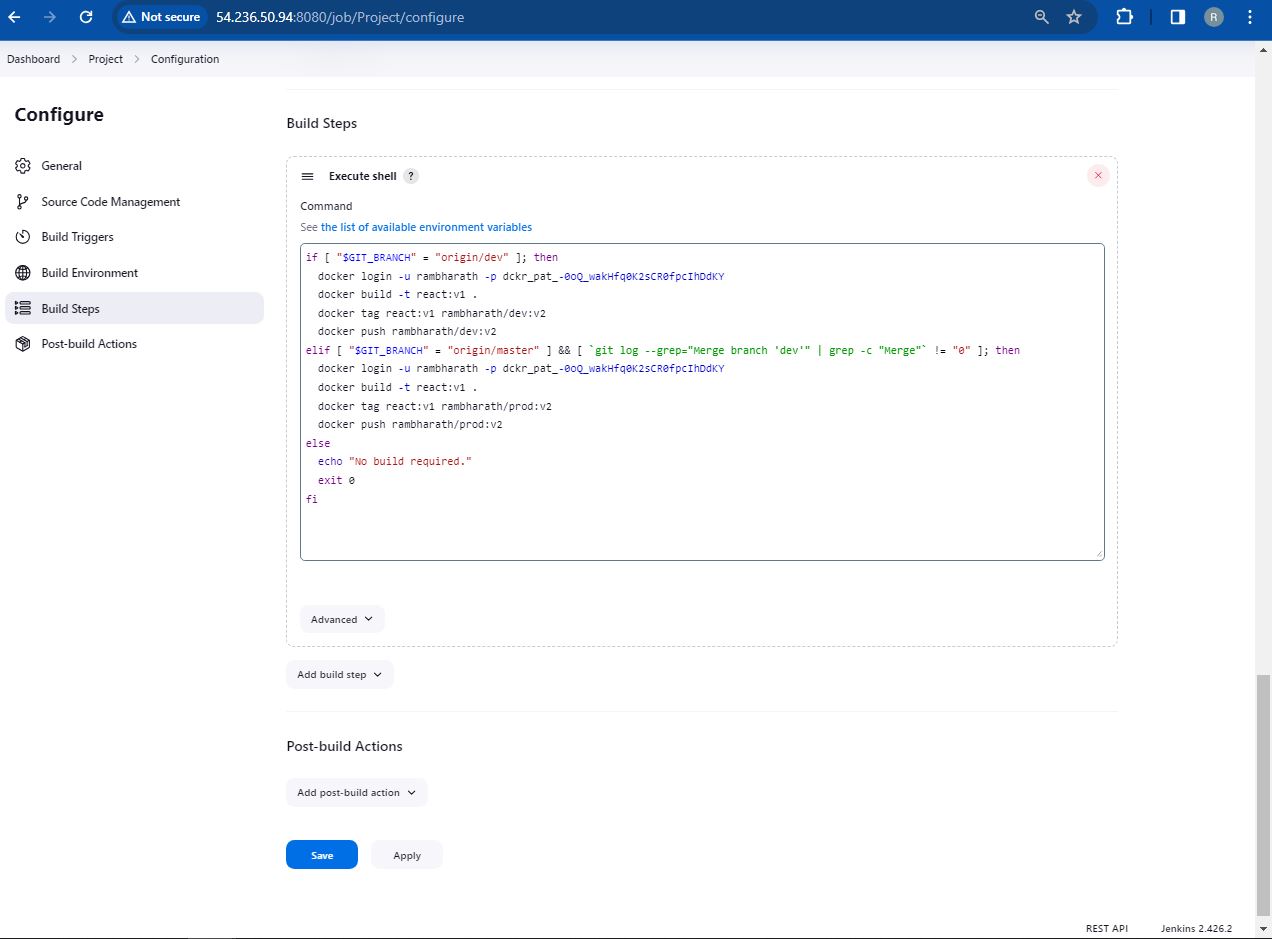 Not secure
54.236.50.94:8080/job/Project/configure
R
Dashboard > Project > Configuration
Configure
General
Source Code Management
Build Triggers
Build Environment
Build Steps
Post-build Actions
Build Steps
Execute shell ?
Command
See the list of available environment variables
if [ "$GIT_BRANCH" = "origin/dev" ]; then
docker login -u rambharath -p dckr_pat_-0oQ_wakHfq0K2sCR0fpcIhDdKY
docker build -t react:v1 .
docker tag react:v1 rambharath/dev:v2
docker push rambharath/dev:v2
elif [ "$GIT_BRANCH" = "origin/master" ] && [ `git log --grep="Merge branch 'dev'" | grep -c "Merge"` != "0" ]; then
docker login -u rambharath -p dckr_pat_-0oQ_wakHfq0K2sCR0fpcIhDdKY
docker build -t react:v1 .
docker tag react:v1 rambharath/prod:v2
docker push rambharath/prod:v2
else
echo "No build required."
exit 0
fi
Advanced
Add build step
Post-build Actions
Add post-build action
Save
Apply
REST API
Jenkins 2.426.2